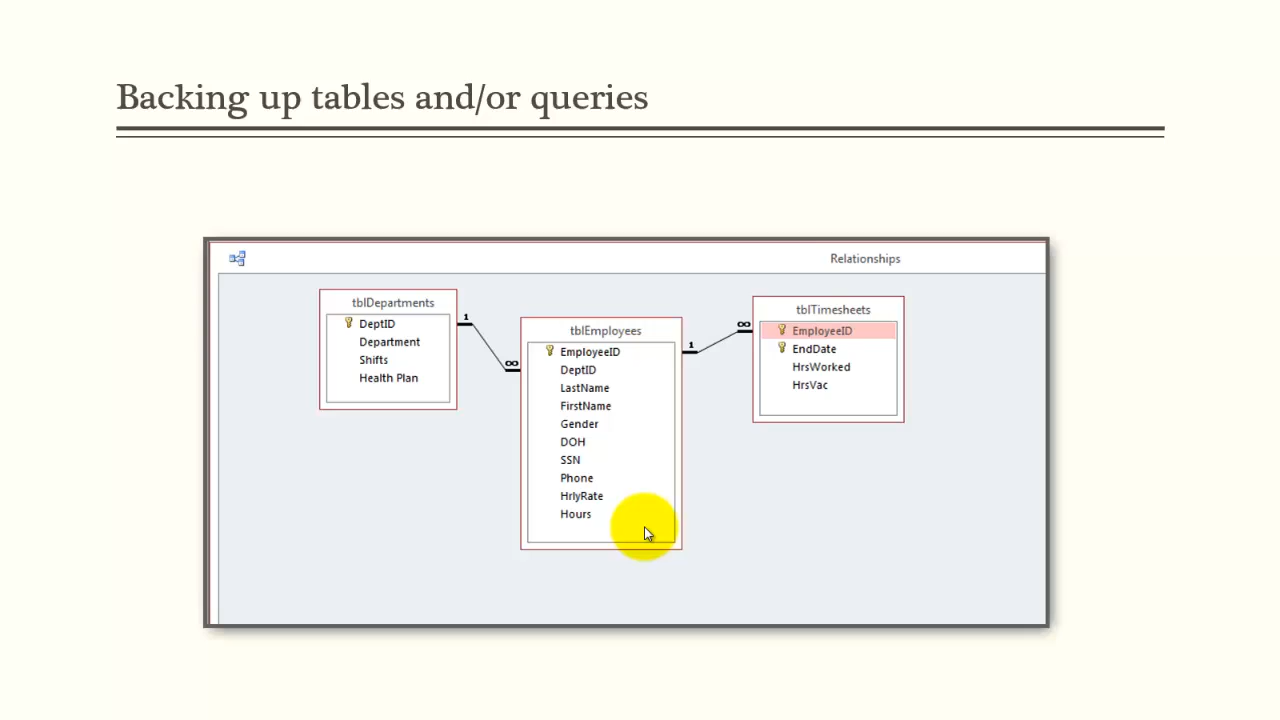 Backing up tables and/or queries
Relationships
tblDepartments
DeptID
Department
Shifts
Health Plan
1
∞
tblEmployees
EmployeeID
DeptID
LastName
FirstName
Gender
DOH
SSN
Phone
HrlyRate
Hours
1
∞
tblTimesheets
EmployeeID
EndDate
HrsWorked
HrsVac